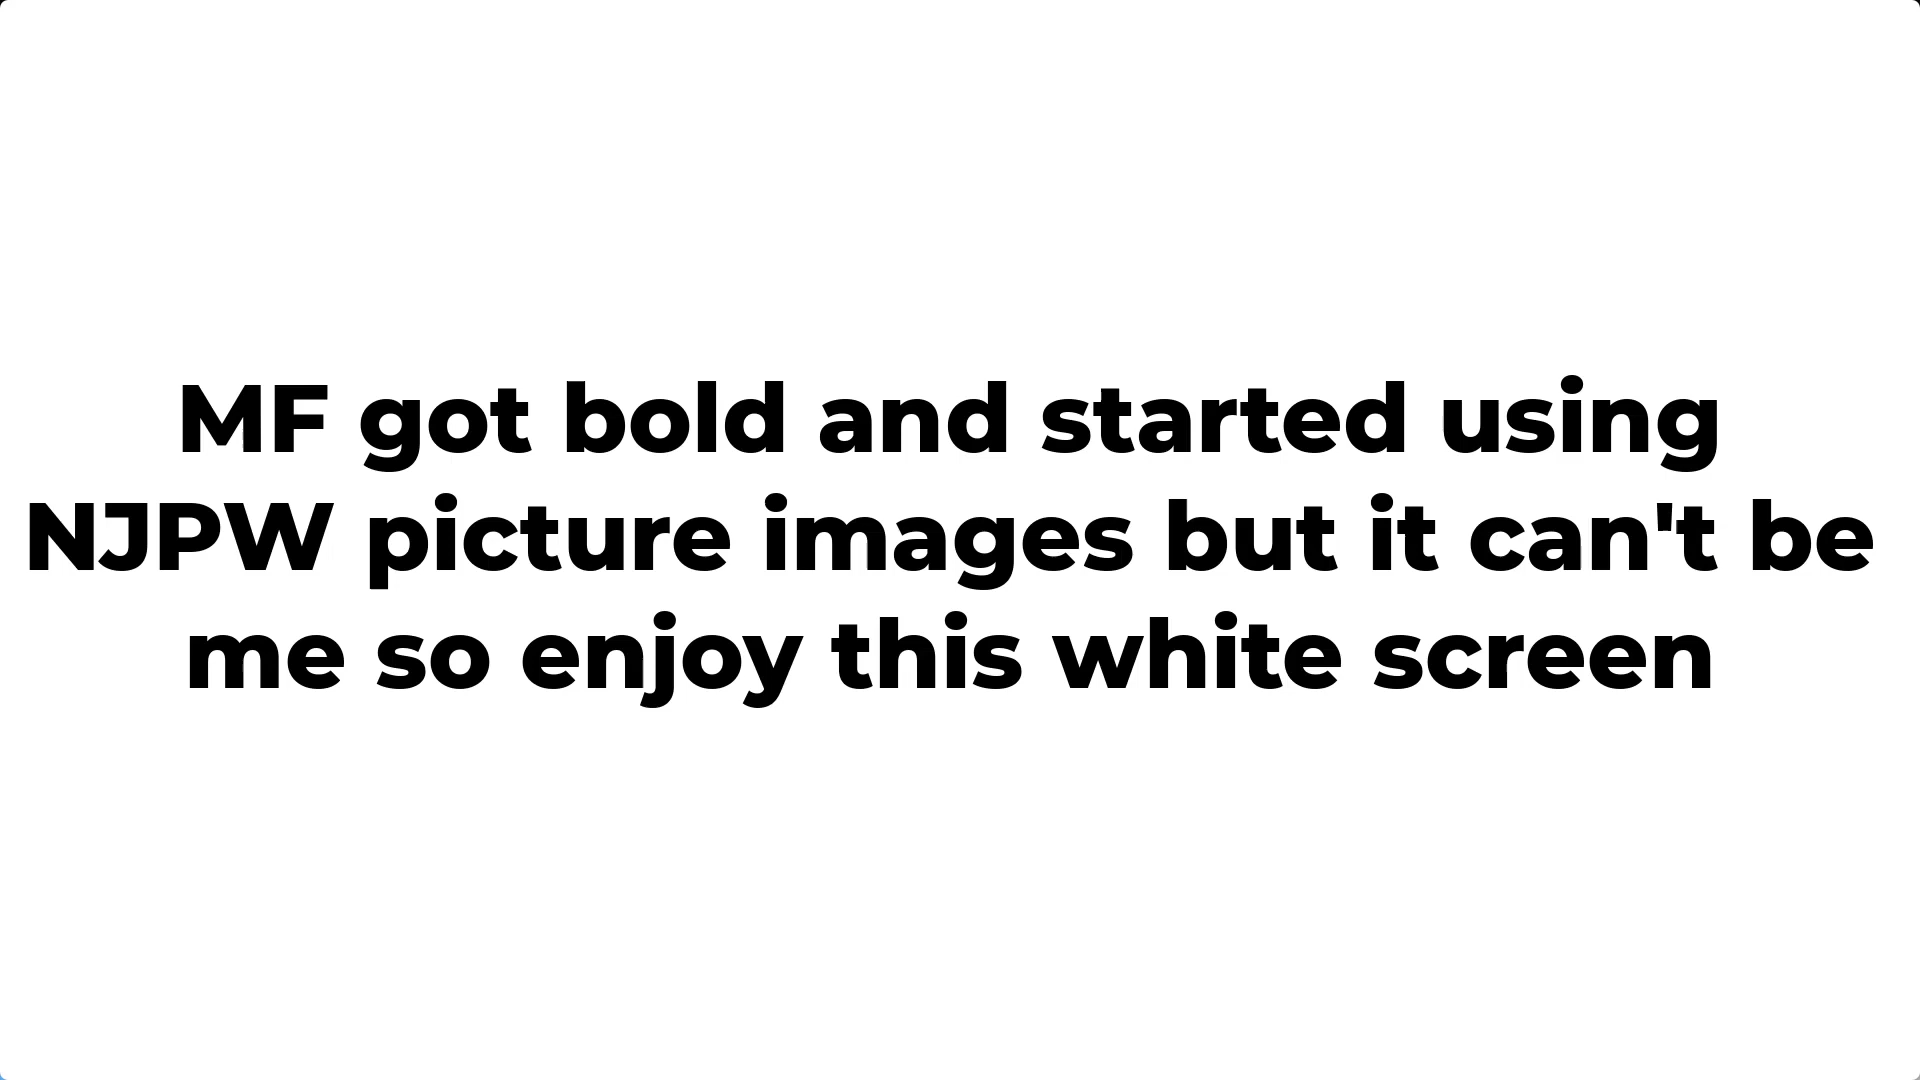 MF got bold and started using
NJPW picture images but it can't be
me so enjoy this white screen